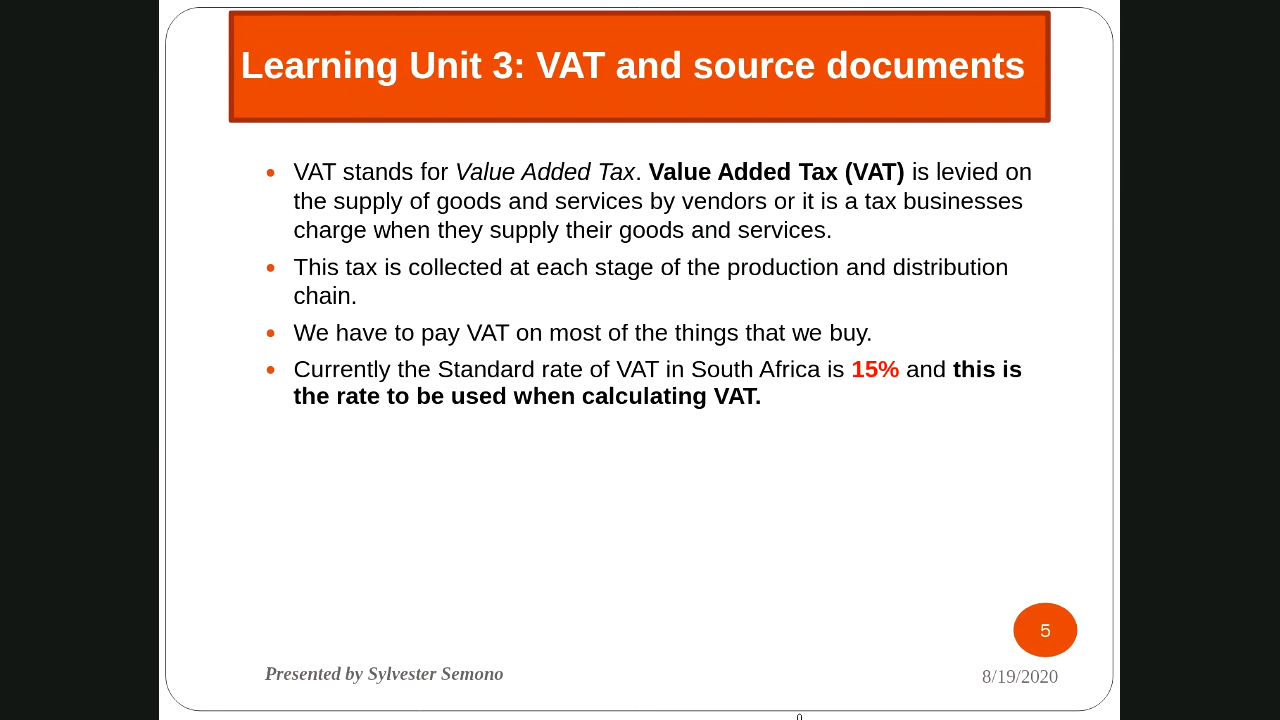 Learning Unit 3: VAT and source documents
• VAT stands for Value Added Tax. Value Added Tax (VAT) is levied on
the supply of goods and services by vendors or it is a tax businesses
charge when they supply their goods and services.
• This tax is collected at each stage of the production and distribution
chain.
• We have to pay VAT on most of the things that we buy.
• Currently the Standard rate of VAT in South Africa is 15% and this is
the rate to be used when calculating VAT.
5
Presented by Sylvester Semono
8/19/2020